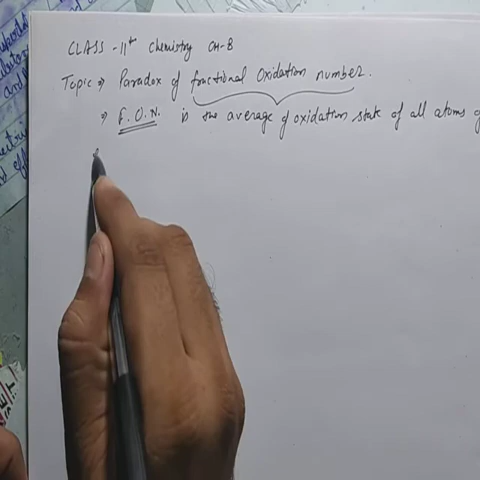 CLASS - 11th Chemistry CH-8
Topic ⇒ Paradox of fractional Oxidation number.
⇒ F.O.N. is the average of oxidation state of all atoms